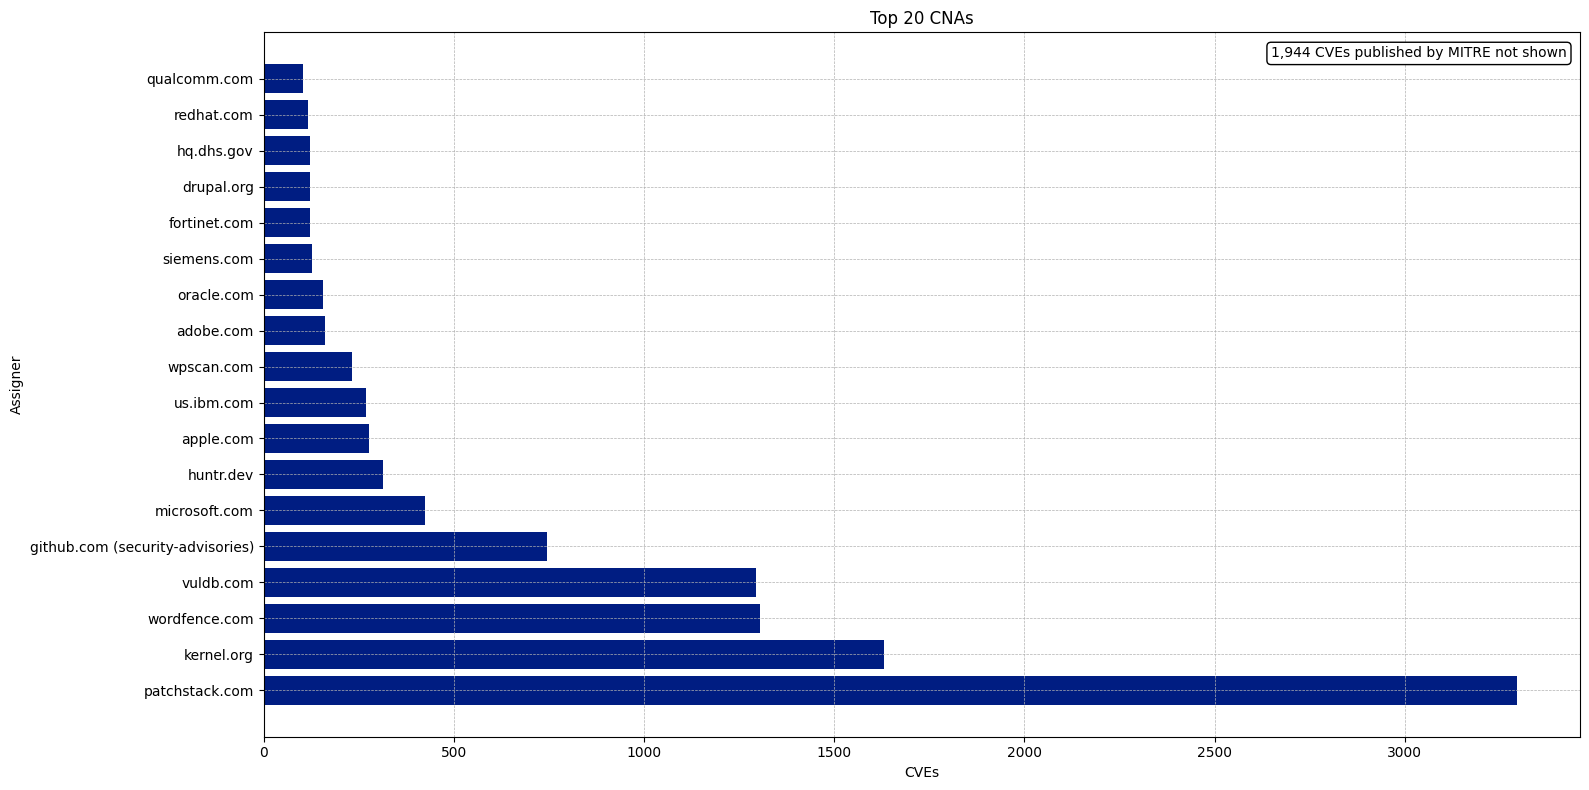 Top 20 CNAs
1,944 CVEs published by MITRE not shown
qualcomm.com
redhat.com
hq.dhs.gov
drupal.org
fortinet.com
siemens.com
oracle.com
adobe.com
wpscan.com
us.ibm.com
apple.com
huntr.dev
microsoft.com
github.com (security-advisories)
vuldb.com
wordfence.com
kernel.org
patchstack.com
Assigner
0 500 1000 1500 2000 2500 3000
CVEs